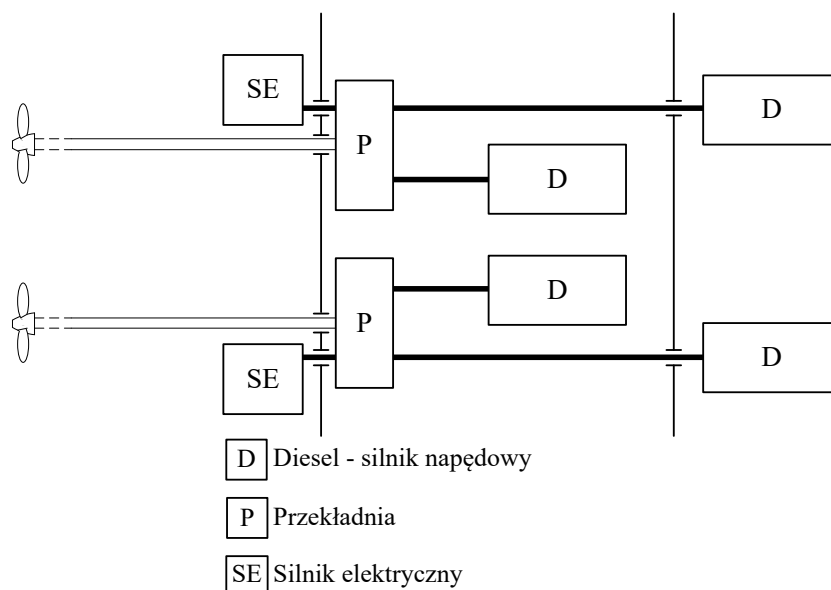 SE
D
P
D
D
P
SE
D
D Diesel - silnik napędowy
P Przekładnia
SE Silnik elektryczny